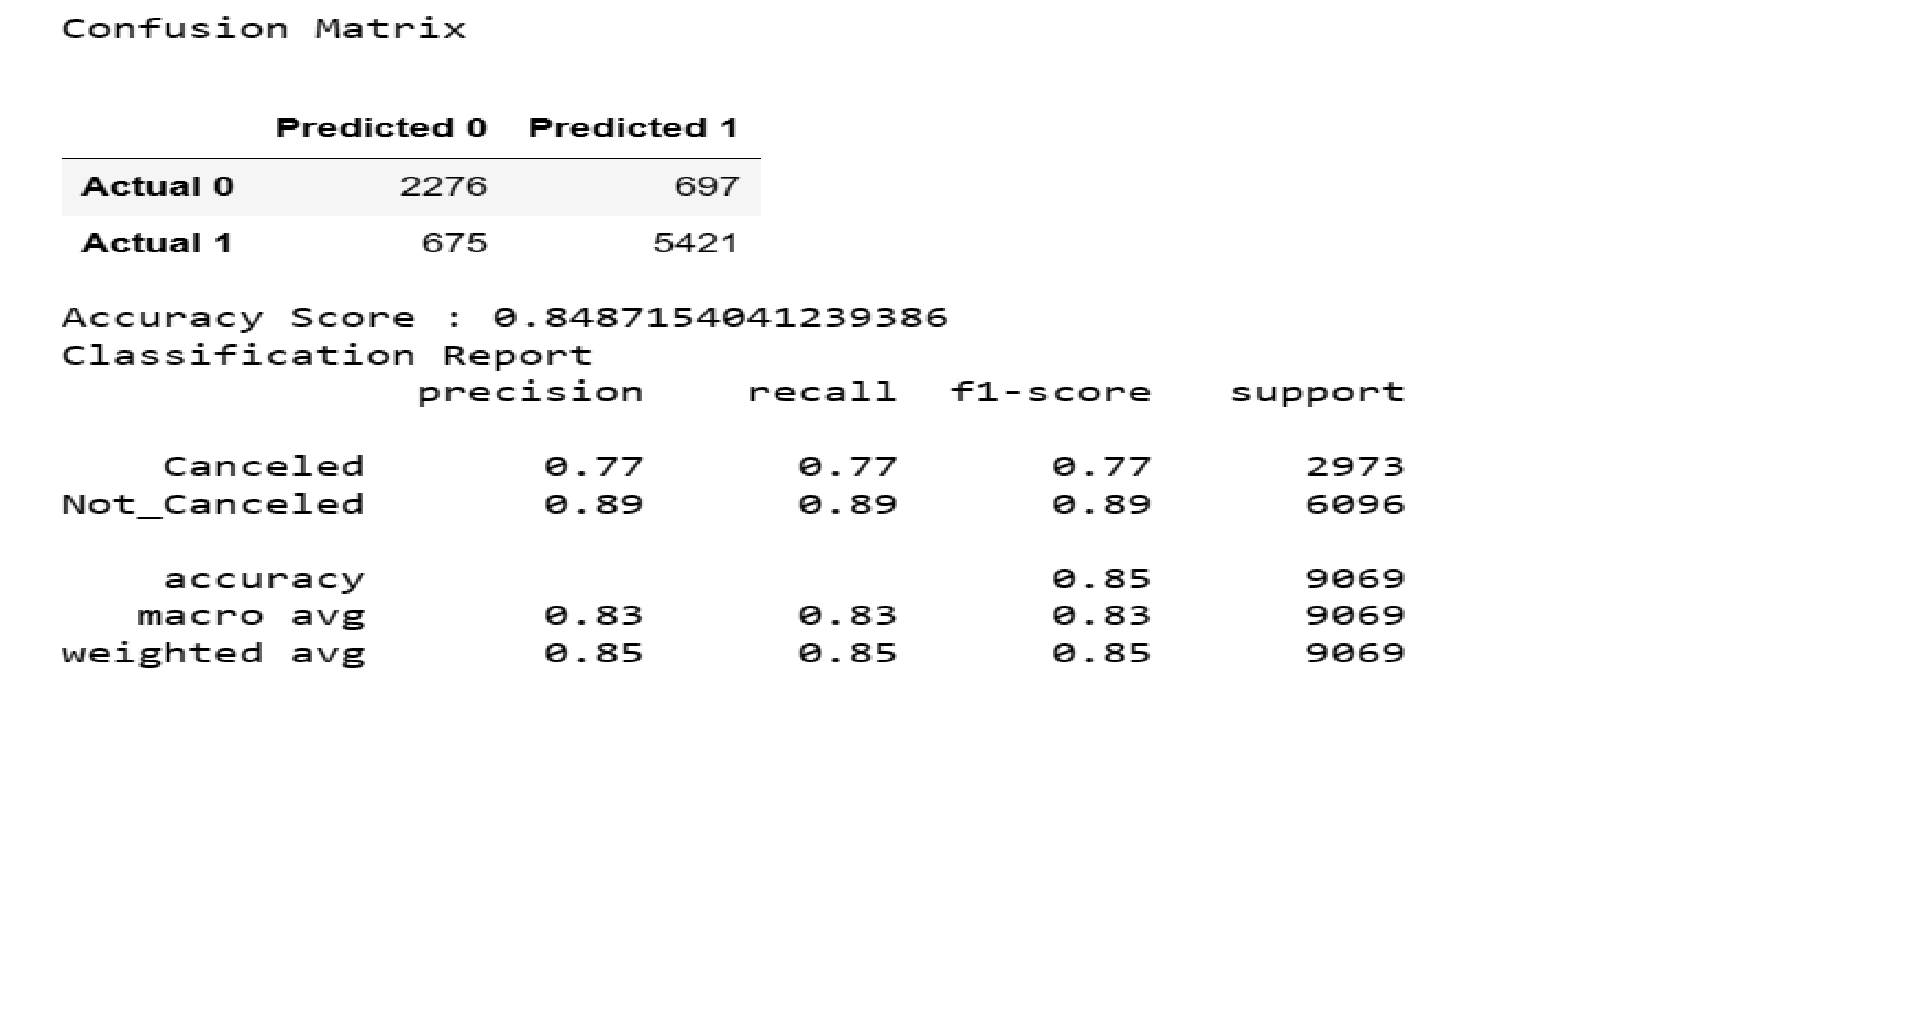 Confusion Matrix
Predicted 0 Predicted 1
Actual 0 2276 697
Actual 1 675 5421
Accuracy Score : 0.8487154041239386
Classification Report
precision recall f1-score support
Canceled 0.77 0.77 0.77 2973
Not_Canceled 0.89 0.89 0.89 6096
accuracy 0.85 9069
macro avg 0.83 0.83 0.83 9069
weighted avg 0.85 0.85 0.85 9069